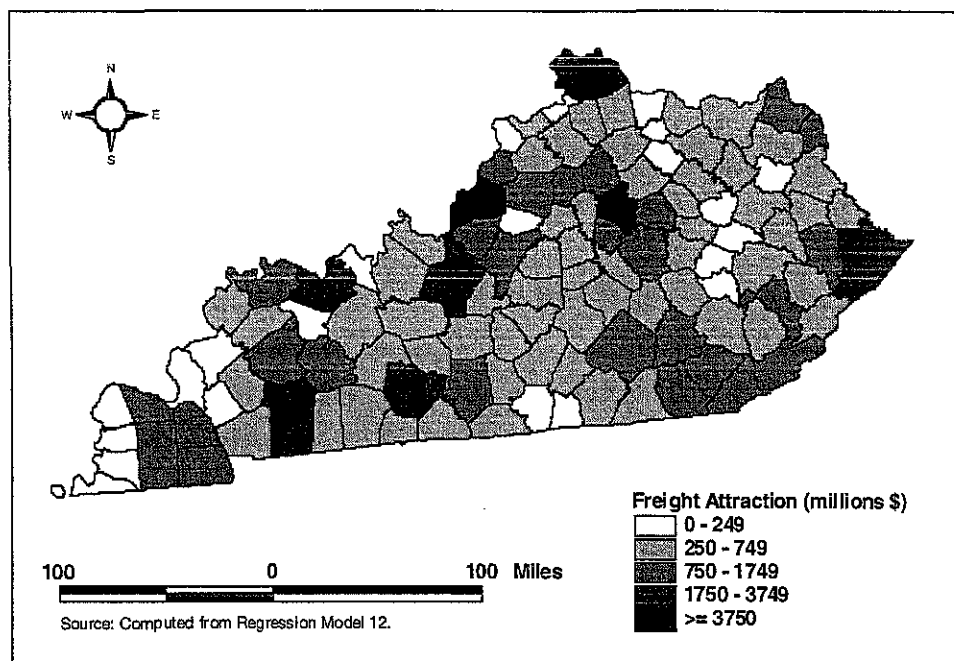 N
W E
S
Freight Attraction (millions $)
0 - 249
250 - 749
750 - 1749
1750 - 3749
>= 3750
100 0 100 Miles
Source: Computed from Regression Model 12.